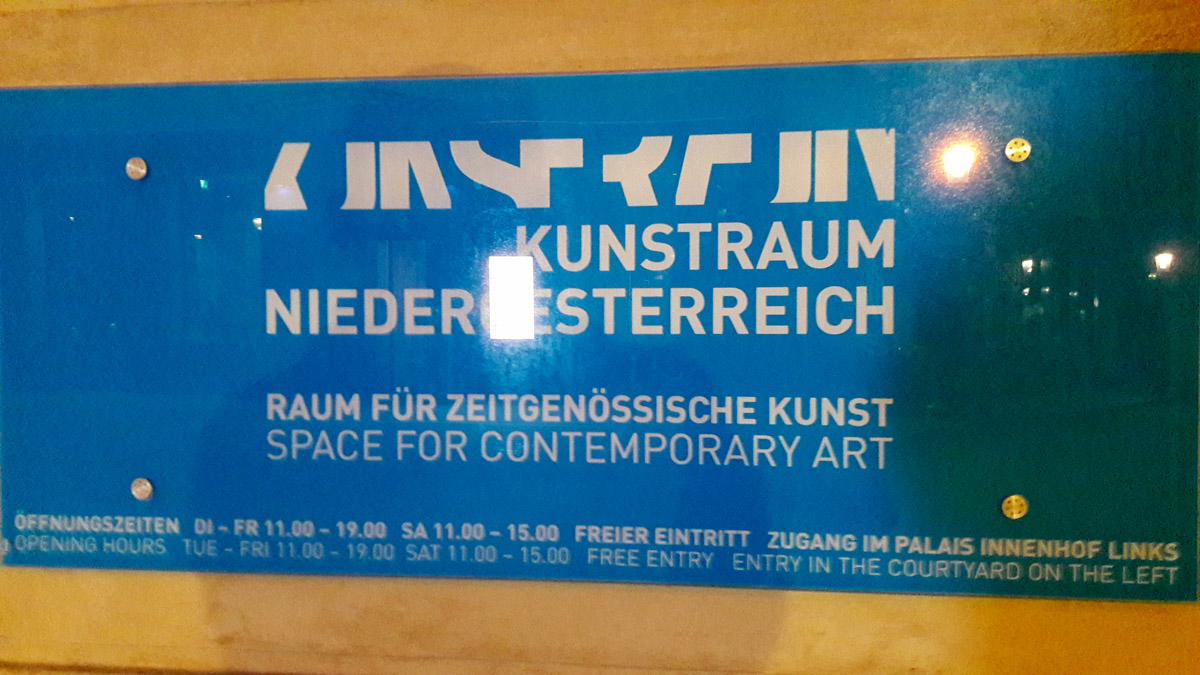 KUNSTRAUM
NIEDEROESTERREICH
RAUM FÜR ZEITGENÖSSISCHE KUNST
SPACE FOR CONTEMPORARY ART
ÖFFNUNGSZEITEN DI – FR 11.00 – 19.00 SA 11.00 – 15.00 FREIER EINTRITT ZUGANG IM PALAIS INNENHOF LINKS
OPENING HOURS TUE – FRI 11.00 – 19.00 SAT 11.00 – 15.00 FREE ENTRY ENTRY IN THE COURTYARD ON THE LEFT